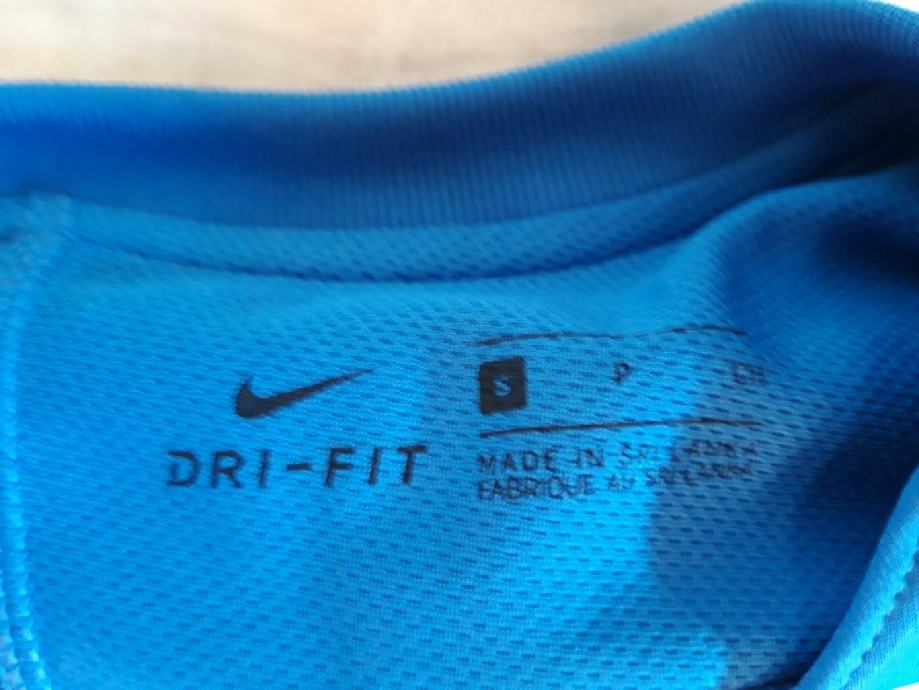 DRI-FIT
S P CH
MADE IN SRI LANKA
FABRIQUE AU SRI LANKA